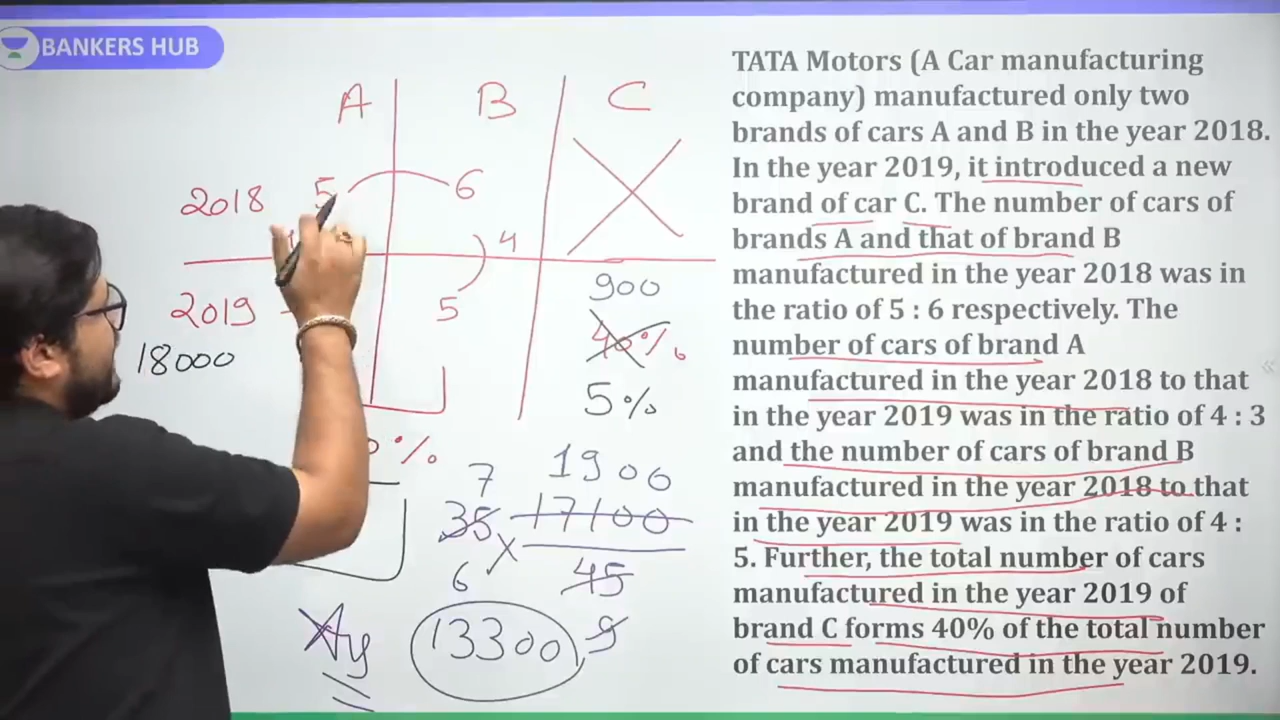 BANKERS HUB
A B C
2018 5 6
4
2019 5 900
40%
18000
5%
%
7 1900
35 17100
6 45
13300 9
TATA Motors (A Car manufacturing
company) manufactured only two
brands of cars A and B in the year 2018.
In the year 2019, it introduced a new
brand of car C. The number of cars of
brands A and that of brand B
manufactured in the year 2018 was in
the ratio of 5 : 6 respectively. The
number of cars of brand A
manufactured in the year 2018 to that
in the year 2019 was in the ratio of 4 : 3
and the number of cars of brand B
manufactured in the year 2018 to that
in the year 2019 was in the ratio of 4 :
5. Further, the total number of cars
manufactured in the year 2019 of
brand C forms 40% of the total number
of cars manufactured in the year 2019.